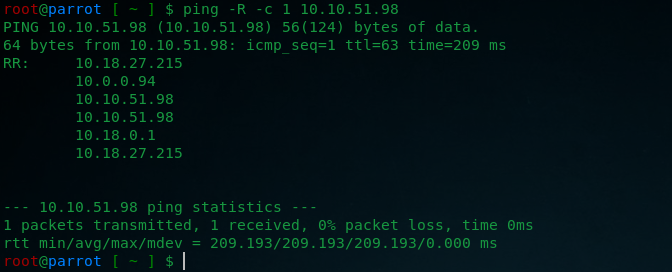 root@parrot [ ~ ] $ ping -R -c 1 10.10.51.98
PING 10.10.51.98 (10.10.51.98) 56(124) bytes of data.
64 bytes from 10.10.51.98: icmp_seq=1 ttl=63 time=209 ms
RR:     10.18.27.215
        10.0.0.94
        10.10.51.98
        10.10.51.98
        10.18.0.1
        10.18.27.215
--- 10.10.51.98 ping statistics ---
1 packets transmitted, 1 received, 0% packet loss, time 0ms
rtt min/avg/max/mdev = 209.193/209.193/209.193/0.000 ms
root@parrot [ ~ ] $